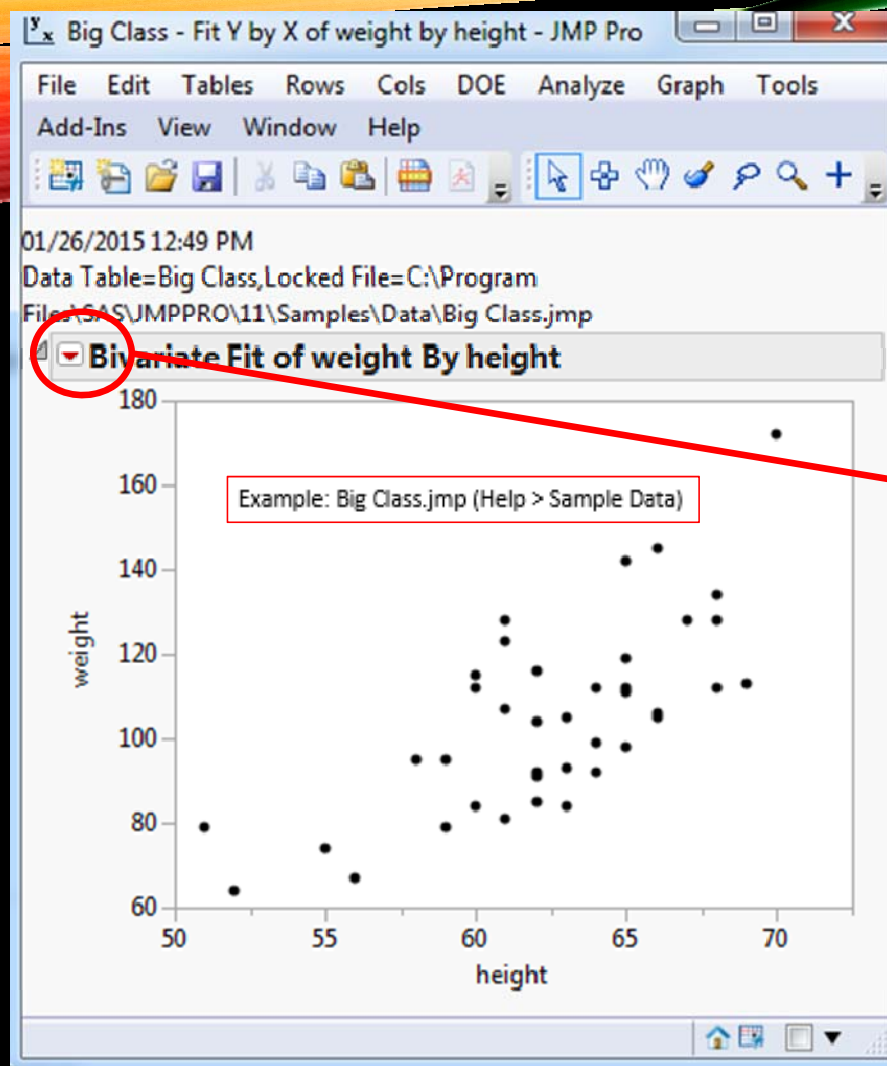 Big Class - Fit Y by X of weight by height - JMP Pro
File Edit Tables Rows Cols DOE Analyze Graph Tools
Add-Ins View Window Help
01/26/2015 12:49 PM
Data Table=Big Class,Locked File=C:\Program
Files\SAS\JMPPRO\11\Samples\Data\Big Class.jmp
Bivariate Fit of weight By height
180
160
Example: Big Class.jmp (Help > Sample Data)
140
120
100
80
60
weight
50 55 60 65 70
height